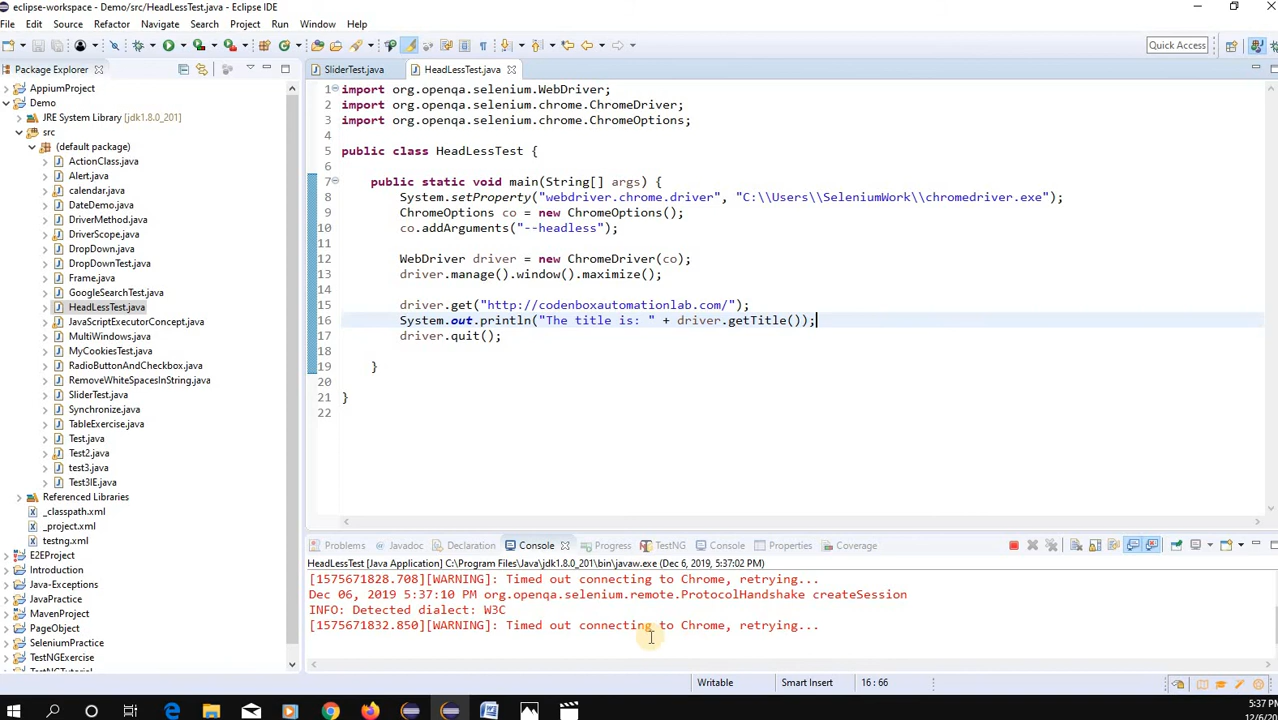 eclipse-workspace - Demo/src/HeadLessTest.java - Eclipse IDE
File Edit Source Refactor Navigate Search Project Run Window Help
Quick Access
Package Explorer
SliderTest.java
HeadLessTest.java
AppiumProject
Demo
JRE System Library [jdk1.8.0_201]
src
(default package)
ActionClass.java
Alert.java
calendar.java
DateDemo.java
DriverMethod.java
DriverScope.java
DropDown.java
DropDownTest.java
Frame.java
GoogleSearchTest.java
HeadLessTest.java
JavaScriptExecutorConcept.java
MultiWindows.java
MyCookiesTest.java
RadioButtonAndCheckbox.java
RemoveWhiteSpacesInString.java
SliderTest.java
Synchronize.java
TableExercise.java
Test.java
Test2.java
test3.java
Test3IE.java
Referenced Libraries
_classpath.xml
_project.xml
testng.xml
E2EProject
Introduction
Java-Exercises
JavaPractice
MavenProject
PageObject
SeleniumPractice
TestNGExercise
TestNGTutorial
1 import org.openqa.selenium.WebDriver;
2 import org.openqa.selenium.chrome.ChromeDriver;
3 import org.openqa.selenium.chrome.ChromeOptions;
4
5 public class HeadLessTest {
6
7 public static void main(String[] args) {
8 System.setProperty("webdriver.chrome.driver", "C:\\Users\\SeleniumWork\\chromedriver.exe");
9 ChromeOptions co = new ChromeOptions();
10 co.addArguments("--headless");
11
12 WebDriver driver = new ChromeDriver(co);
13 driver.manage().window().maximize();
14
15 driver.get("http://codenboxautomationlab.com/");
16 System.out.println("The title is: " + driver.getTitle());
17 driver.quit();
18
19 }
20
21 }
22
Problems Javadoc Declaration Console Progress TestNG Console Properties Coverage
HeadLessTest [Java Application] C:\Program Files\Java\jdk1.8.0_201\bin\javaw.exe (Dec 6, 2019, 5:37:02 PM)
[1575671828.708][WARNING]: Timed out connecting to Chrome, retrying...
Dec 06, 2019 5:37:10 PM org.openqa.selenium.remote.ProtocolHandshake createSession
INFO: Detected dialect: W3C
[1575671832.850][WARNING]: Timed out connecting to Chrome, retrying...
Writable Smart Insert 16 : 66
5:37 PM